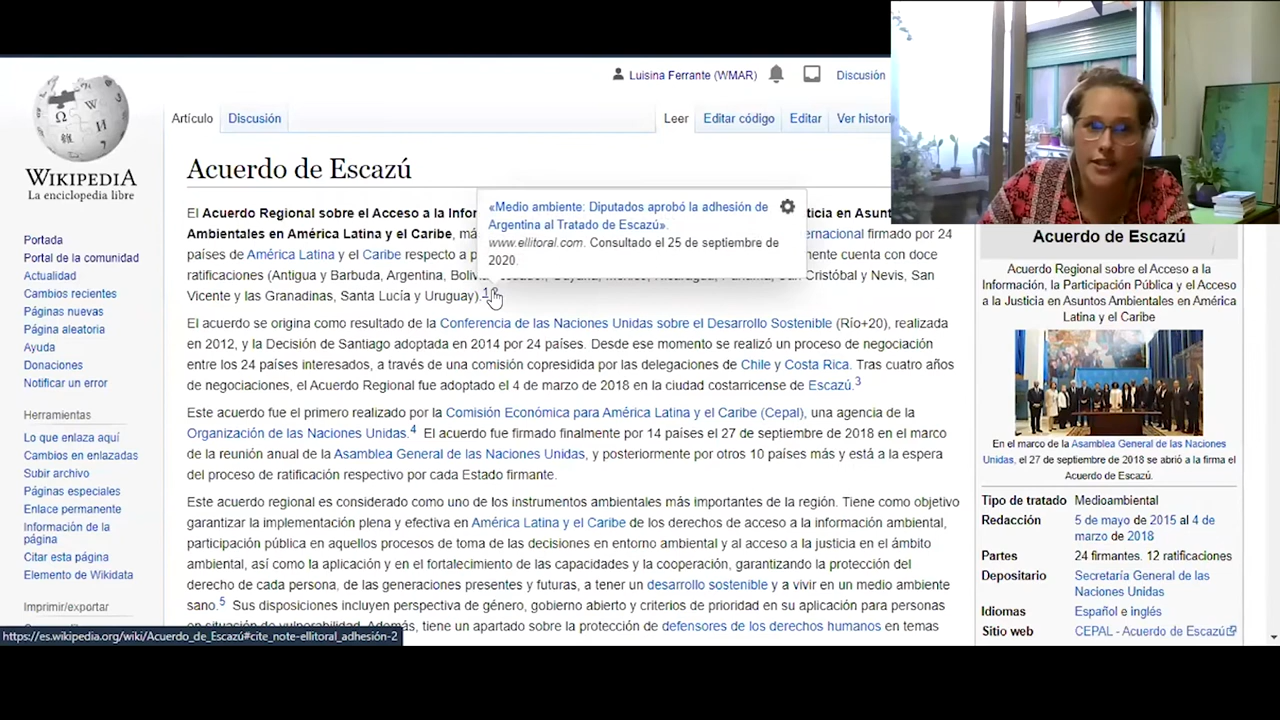 Luisina Ferrante (WMAR)
Discusión
Artículo
Discusión
Leer
Editar código
Editar
Ver histori
WIKIPEDIA
La enciclopedia libre
Portada
Portal de la comunidad
Actualidad
Cambios recientes
Páginas nuevas
Página aleatoria
Ayuda
Donaciones
Notificar un error
Herramientas
Lo que enlaza aquí
Cambios en enlazadas
Subir archivo
Páginas especiales
Enlace permanente
Información de la
página
Citar esta página
Elemento de Wikidata
Imprimir/exportar
Acuerdo de Escazú
El Acuerdo Regional sobre el Acceso a la Infor
ticia en Asunt
Ambientales en América Latina y el Caribe, má
ernacional firmado por 24
países de América Latina y el Caribe respecto a p
mente cuenta con doce
ratificaciones (Antigua y Barbuda, Argentina, Bolivi
San Cristóbal y Nevis, San
Vicente y las Granadinas, Santa Lucía y Uruguay).1
«Medio ambiente: Diputados aprobó la adhesión de
Argentina al Tratado de Escazú».
www.ellitoral.com. Consultado el 25 de septiembre de
2020.
El acuerdo se origina como resultado de la Conferencia de las Naciones Unidas sobre el Desarrollo Sostenible (Río+20), realizada
en 2012, y la Decisión de Santiago adoptada en 2014 por 24 países. Desde ese momento se realizó un proceso de negociación
entre los 24 países interesados, a través de una comisión copresidida por las delegaciones de Chile y Costa Rica. Tras cuatro años
de negociaciones, el Acuerdo Regional fue adoptado el 4 de marzo de 2018 en la ciudad costarricense de Escazú.3
Este acuerdo fue el primero realizado por la Comisión Económica para América Latina y el Caribe (Cepal), una agencia de la
Organización de las Naciones Unidas.4 El acuerdo fue firmado finalmente por 14 países el 27 de septiembre de 2018 en el marco
de la reunión anual de la Asamblea General de las Naciones Unidas, y posteriormente por otros 10 países más y está a la espera
del proceso de ratificación respectivo por cada Estado firmante.
Este acuerdo regional es considerado como uno de los instrumentos ambientales más importantes de la región. Tiene como objetivo
garantizar la implementación plena y efectiva en América Latina y el Caribe de los derechos de acceso a la información ambiental,
participación pública en aquellos procesos de toma de las decisiones en entorno ambiental y al acceso a la justicia en el ámbito
ambiental, así como la aplicación y en el fortalecimiento de las capacidades y la cooperación, garantizando la protección del
derecho de cada persona, de las generaciones presentes y futuras, a tener un desarrollo sostenible y a vivir en un medio ambiente
sano.5 Sus disposiciones incluyen perspectiva de género, gobierno abierto y criterios de prioridad en su aplicación para personas
en situación de vulnerabilidad. Además, tiene un apartado sobre la protección de defensores de los derechos humanos en temas
https://es.wikipedia.org/wiki/Acuerdo_de_Escazú#cite_note-ellitoral_adhesión-2
Acuerdo de Escazú
Acuerdo Regional sobre el Acceso a la
Información, la Participación Pública y el Acceso
a la Justicia en Asuntos Ambientales en América
Latina y el Caribe
En el marco de la Asamblea General de las Naciones
Unidas, el 27 de septiembre de 2018 se abrió a la firma el
Acuerdo de Escazú.
Tipo de tratado Medioambiental
Redacción 5 de mayo de 2015 al 4 de
marzo de 2018
Partes 24 firmantes. 12 ratificaciones
Depositario Secretaría General de las
Naciones Unidas
Idiomas Español e inglés
Sitio web CEPAL - Acuerdo de Escazú